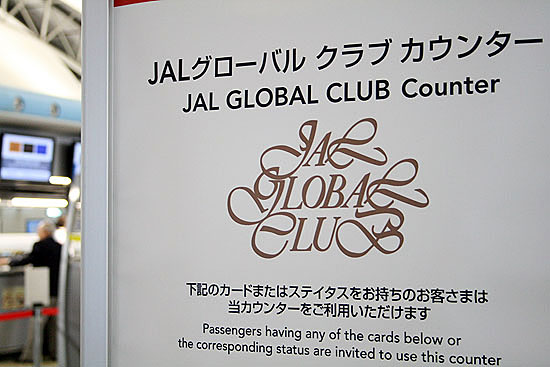 JALグローバル クラブ カウンター
JAL GLOBAL CLUB Counter
JAL
GLOBAL
CLUB
下記のカードまたはステイタスをお持ちのお客さまは
当カウンターをご利用いただけます
Passengers having any of the cards below or
the corresponding status are invited to use this counter